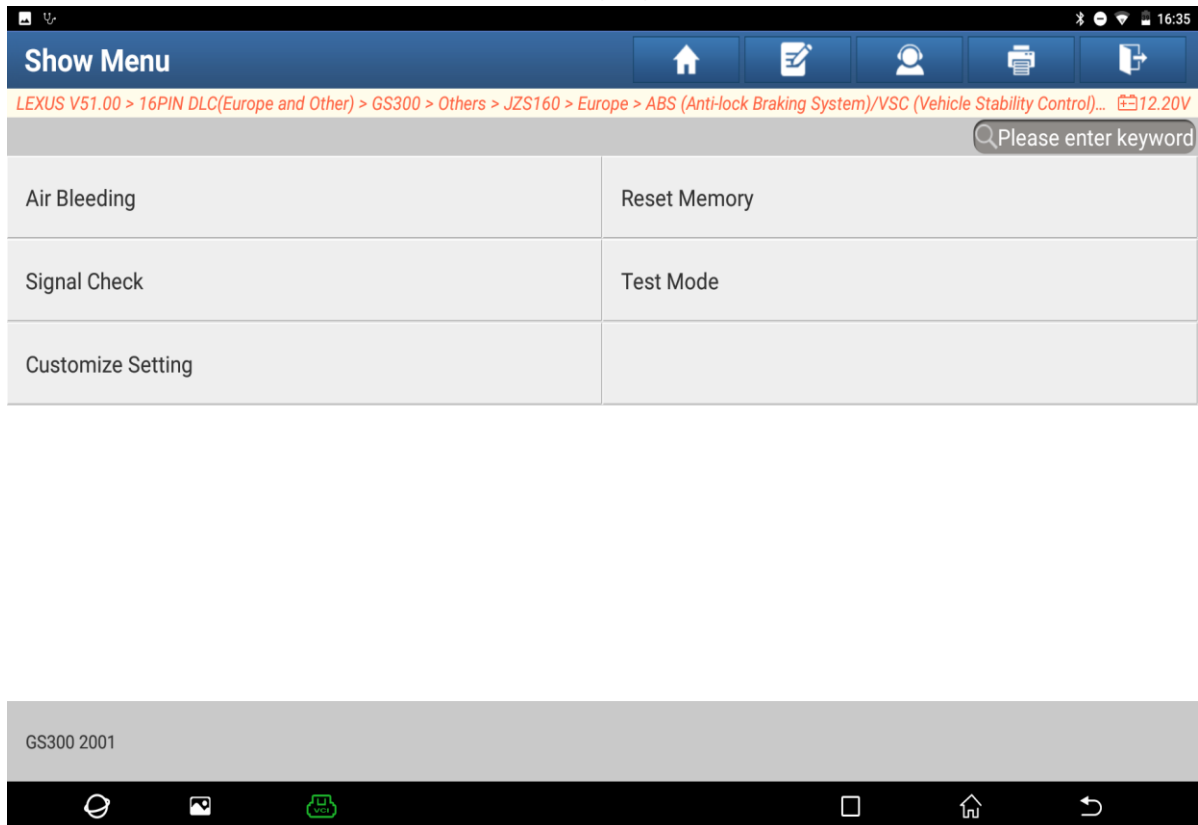 16:35
Show Menu
LEXUS V51.00 > 16PIN DLC(Europe and Other) > GS300 > Others > JZS160 > Europe > ABS (Anti-lock Braking System)/VSC (Vehicle Stability Control)... 12.20V
Please enter keyword
Air Bleeding
Reset Memory
Signal Check
Test Mode
Customize Setting
GS300 2001
VCI